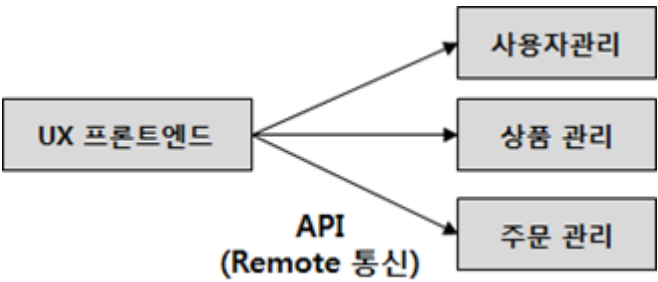 사용자관리
UX 프론트엔드
상품 관리
주문 관리
API
(Remote 통신)